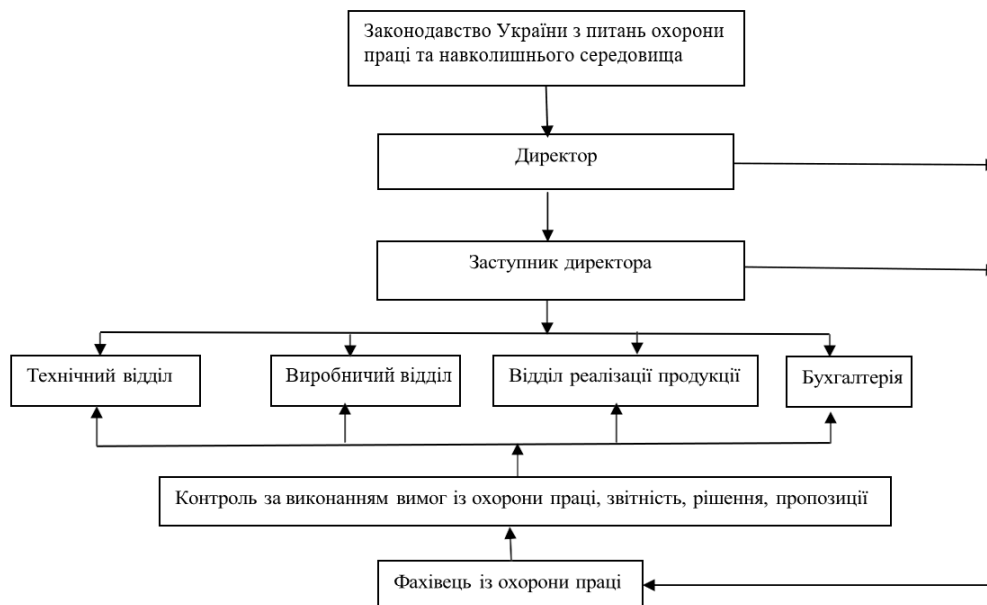 Законодавство України з питань охорони
праці та навколишнього середовища
Директор
Заступник директора
Технічний відділ
Виробничий відділ
Відділ реалізації продукції
Бухгалтерія
Контроль за виконанням вимог із охорони праці, звітність, рішення, пропозиції
Фахівець із охорони праці